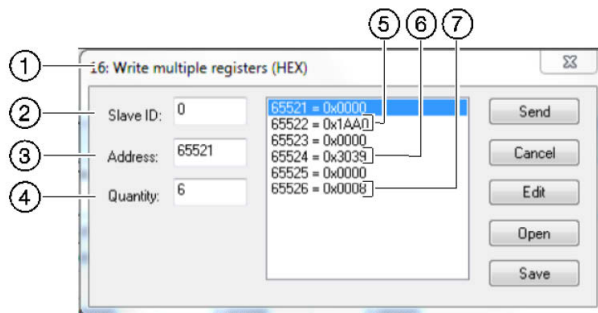 5 6 7
1 16: Write multiple registers (HEX)
2 Slave ID: 0
3 Address: 65521
4 Quantity: 6
65521 = 0x0000
65522 = 0x1AA0
65523 = 0x0000
65524 = 0x3039
65525 = 0x0000
65526 = 0x0008
Send
Cancel
Edit
Open
Save